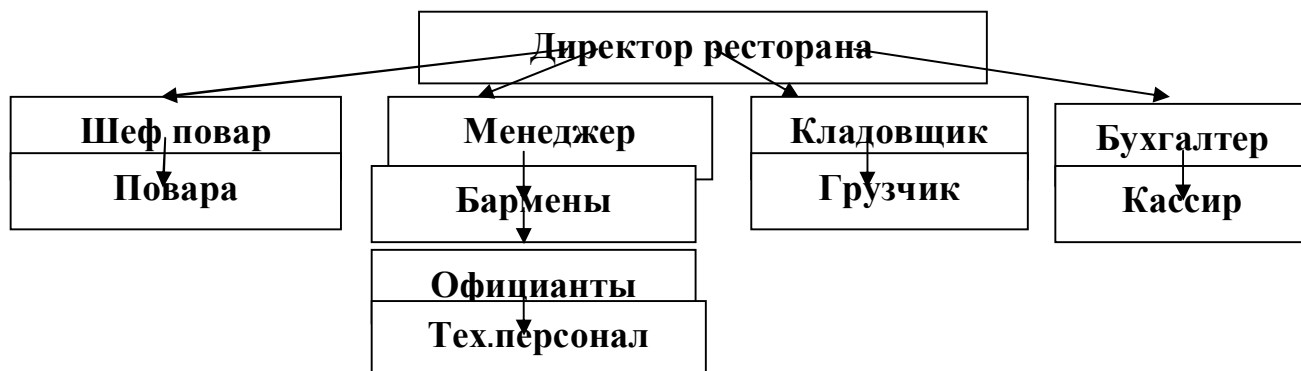 Директор ресторана
Шеф повар
Менеджер
Кладовщик
Бухгалтер
Повара
Бармены
Грузчик
Кассир
Официанты
Тех.персонал